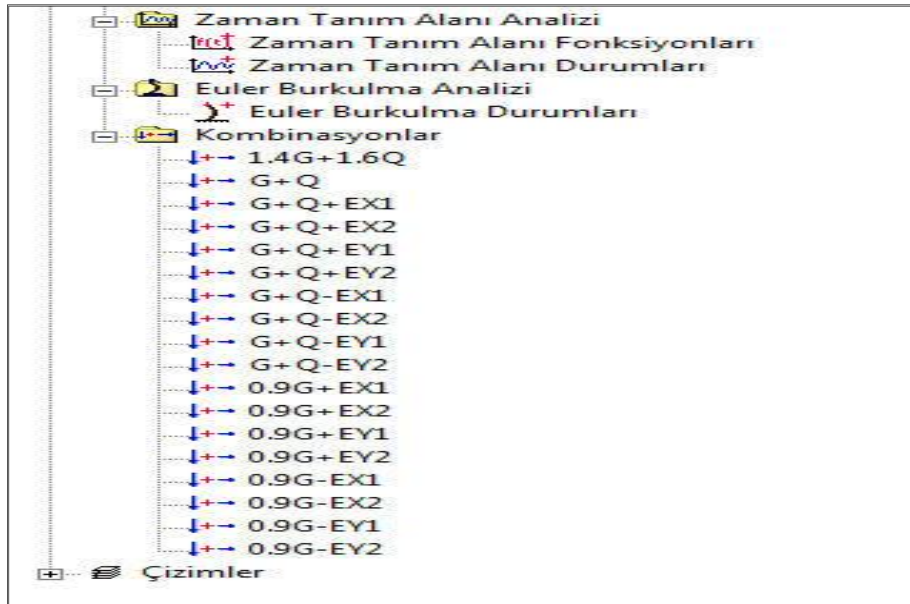 Zaman Tanım Alanı Analizi
Zaman Tanım Alanı Fonksiyonları
Zaman Tanım Alanı Durumları
Euler Burkulma Analizi
Euler Burkulma Durumları
Kombinasyonlar
1.4G+1.6Q
G+Q
G+Q+EX1
G+Q+EX2
G+Q+EY1
G+Q+EY2
G+Q-EX1
G+Q-EX2
G+Q-EY1
G+Q-EY2
0.9G+EX1
0.9G+EX2
0.9G+EY1
0.9G+EY2
0.9G-EX1
0.9G-EX2
0.9G-EY1
0.9G-EY2
Çizimler